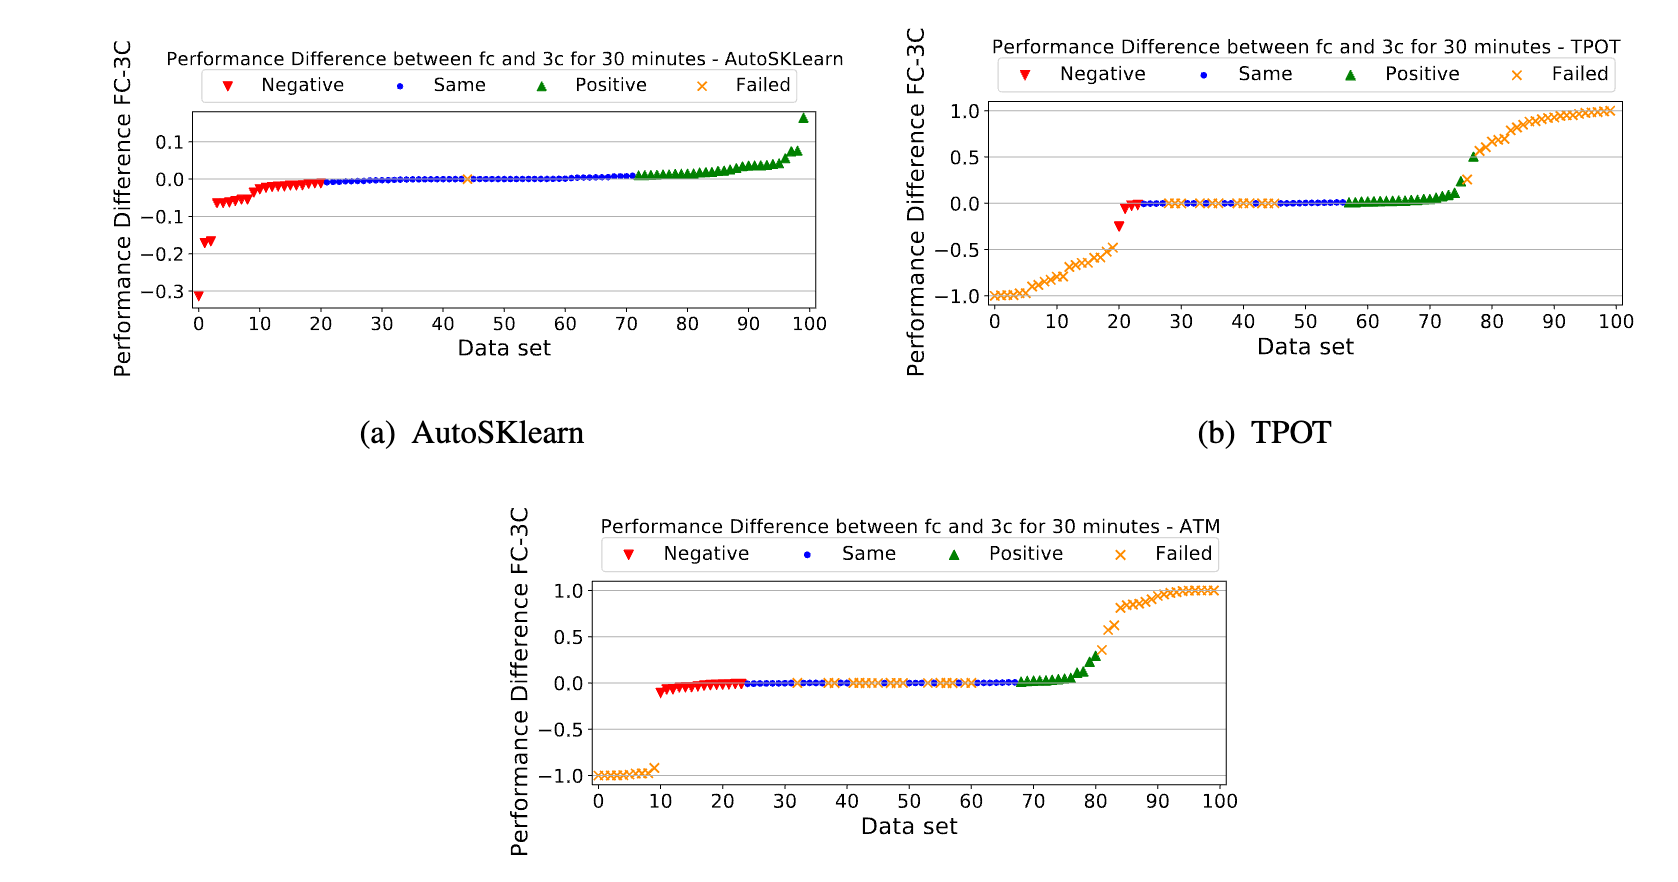 Performance Difference between fc and 3c for 30 minutes - AutoSKLearn
Negative Same Positive Failed
Performance Difference FC-3C
0.1
0.0
−0.1
−0.2
−0.3
0 10 20 30 40 50 60 70 80 90 100
Data set
(a) AutoSKlearn
Performance Difference between fc and 3c for 30 minutes - TPOT
Negative Same Positive Failed
Performance Difference FC-3C
1.0
0.5
0.0
−0.5
−1.0
0 10 20 30 40 50 60 70 80 90 100
Data set
(b) TPOT
Performance Difference between fc and 3c for 30 minutes - ATM
Negative Same Positive Failed
Performance Difference FC-3C
1.0
0.5
0.0
−0.5
−1.0
0 10 20 30 40 50 60 70 80 90 100
Data set